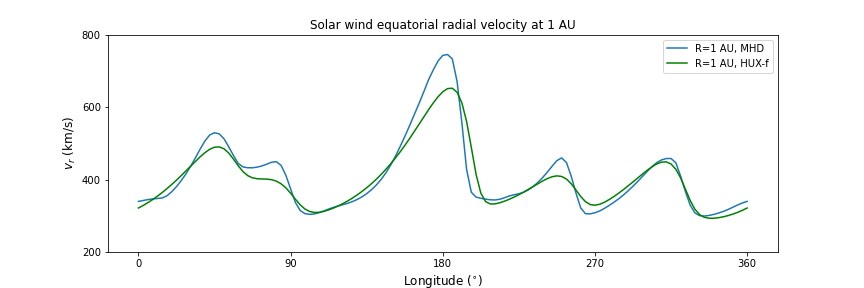 Solar wind equatorial radial velocity at 1 AU
R=1 AU, MHD
R=1 AU, HUX-f
800
600
400
200
v_r (km/s)
0 90 180 270 360
Longitude (°)